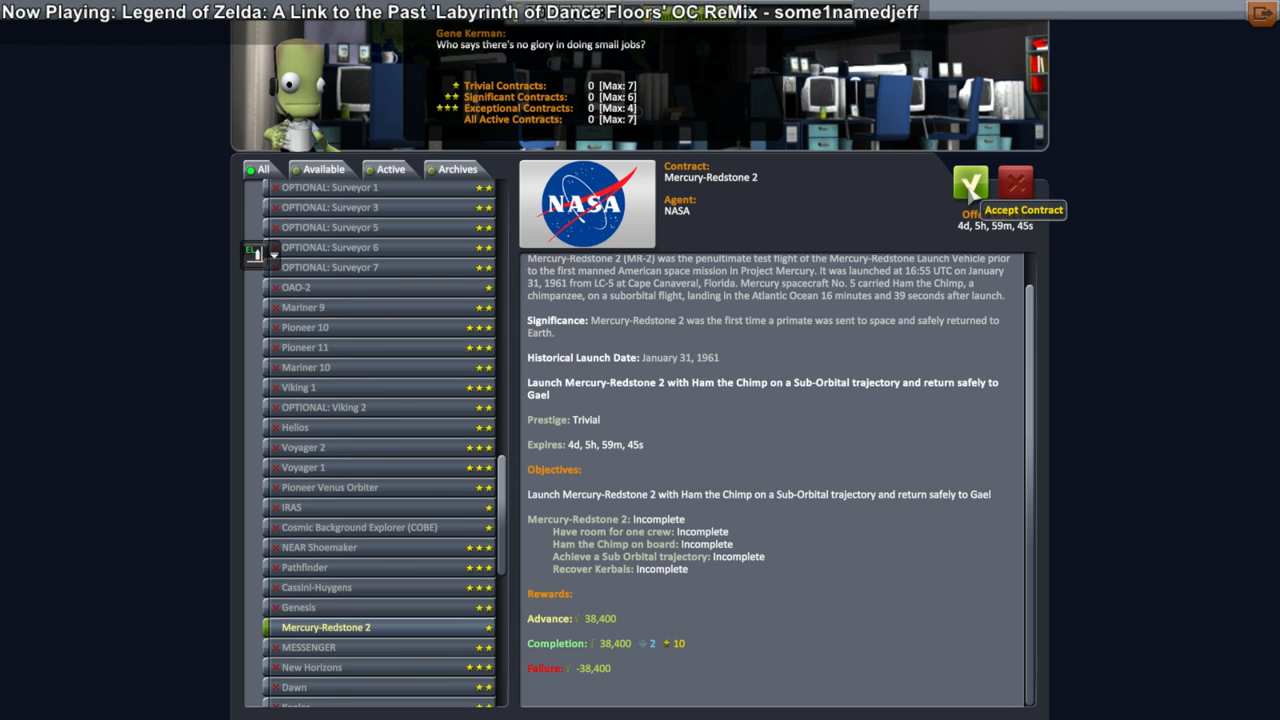 Now Playing: Legend of Zelda: A Link to the Past 'Labyrinth of Dance Floors' OC ReMix - some1namedjeff
Gene Kerman:
Who says there's no glory in doing small jobs?
Trivial Contracts: 0 [Max: 7]
Significant Contracts: 0 [Max: 6]
Exceptional Contracts: 0 [Max: 4]
All Active Contracts: 0 [Max: 7]
All
Available
Active
Archives
OPTIONAL: Surveyor 1
OPTIONAL: Surveyor 3
OPTIONAL: Surveyor 5
OPTIONAL: Surveyor 6
OPTIONAL: Surveyor 7
OAO-2
Mariner 9
Pioneer 10
Pioneer 11
Mariner 10
Viking 1
OPTIONAL: Viking 2
Helios
Voyager 2
Voyager 1
Pioneer Venus Orbiter
IRAS
Cosmic Background Explorer (COBE)
NEAR Shoemaker
Pathfinder
Cassini-Huygens
Genesis
Mercury-Redstone 2
MESSENGER
New Horizons
Dawn
EL
NASA
Contract:
Mercury-Redstone 2
Agent:
NASA
Accept Contract
4d, 5h, 59m, 45s
Mercury-Redstone 2 (MR-2) was the penultimate test flight of the Mercury-Redstone Launch Vehicle prior
to the first manned American space mission in Project Mercury. It was launched at 16:55 UTC on January
31, 1961 from LC-5 at Cape Canaveral, Florida. Mercury spacecraft No. 5 carried Ham the Chimp, a
chimpanzee, on a suborbital flight, landing in the Atlantic Ocean 16 minutes and 39 seconds after launch.
Significance: Mercury-Redstone 2 was the first time a primate was sent to space and safely returned to
Earth.
Historical Launch Date: January 31, 1961
Launch Mercury-Redstone 2 with Ham the Chimp on a Sub-Orbital trajectory and return safely to
Gael
Prestige: Trivial
Expires: 4d, 5h, 59m, 45s
Objectives:
Launch Mercury-Redstone 2 with Ham the Chimp on a Sub-Orbital trajectory and return safely to Gael
Mercury-Redstone 2: Incomplete
Have room for one crew: Incomplete
Ham the Chimp on board: Incomplete
Achieve a Sub Orbital trajectory: Incomplete
Recover Kerbals: Incomplete
Rewards:
Advance: 38,400
Completion: 38,400 2 10
Failure: -38,400